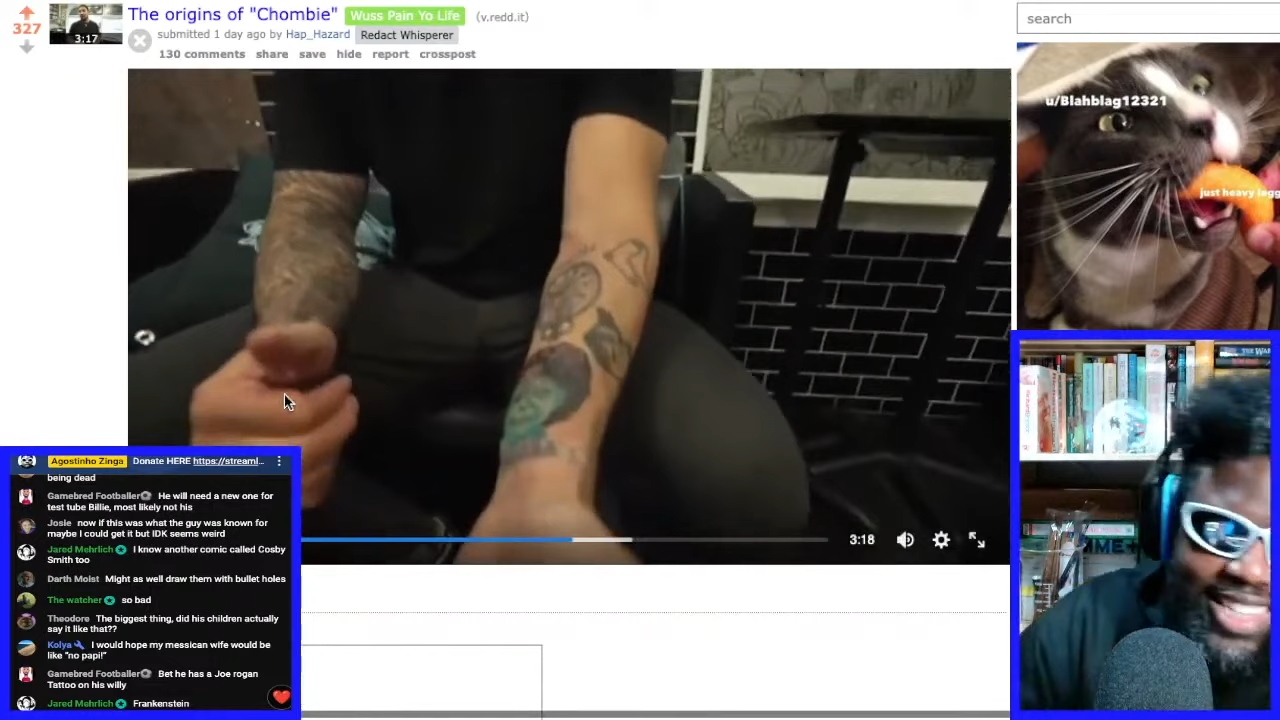 The origins of "Chombie" Wuss Pain Yo Life (v.redd.it)
327
3:17
submitted 1 day ago by Hap_Hazard Redact Whisperer
130 comments share save hide report crosspost
search
u/Blahblag12321
just heavy legg
3:18
Agostinho Zinga Donate HERE https://streaml...
being dead
Gamebred Footballer He will need a new one for
test tube Billie, most likely not his
Josie now if this was what the guy was known for
maybe I could get it but IDK seems weird
Jared Mehrlich I know another comic called Cosby
Smith too
Darth Moist Might as well draw them with bullet holes
The watcher so bad
Theodore The biggest thing, did his children actually
say it like that??
Kolya I would hope my messican wife would be
like "no papi!"
Gamebred Footballer Bet he has a Joe rogan
Tattoo on his willy
Jared Mehrlich Frankenstein